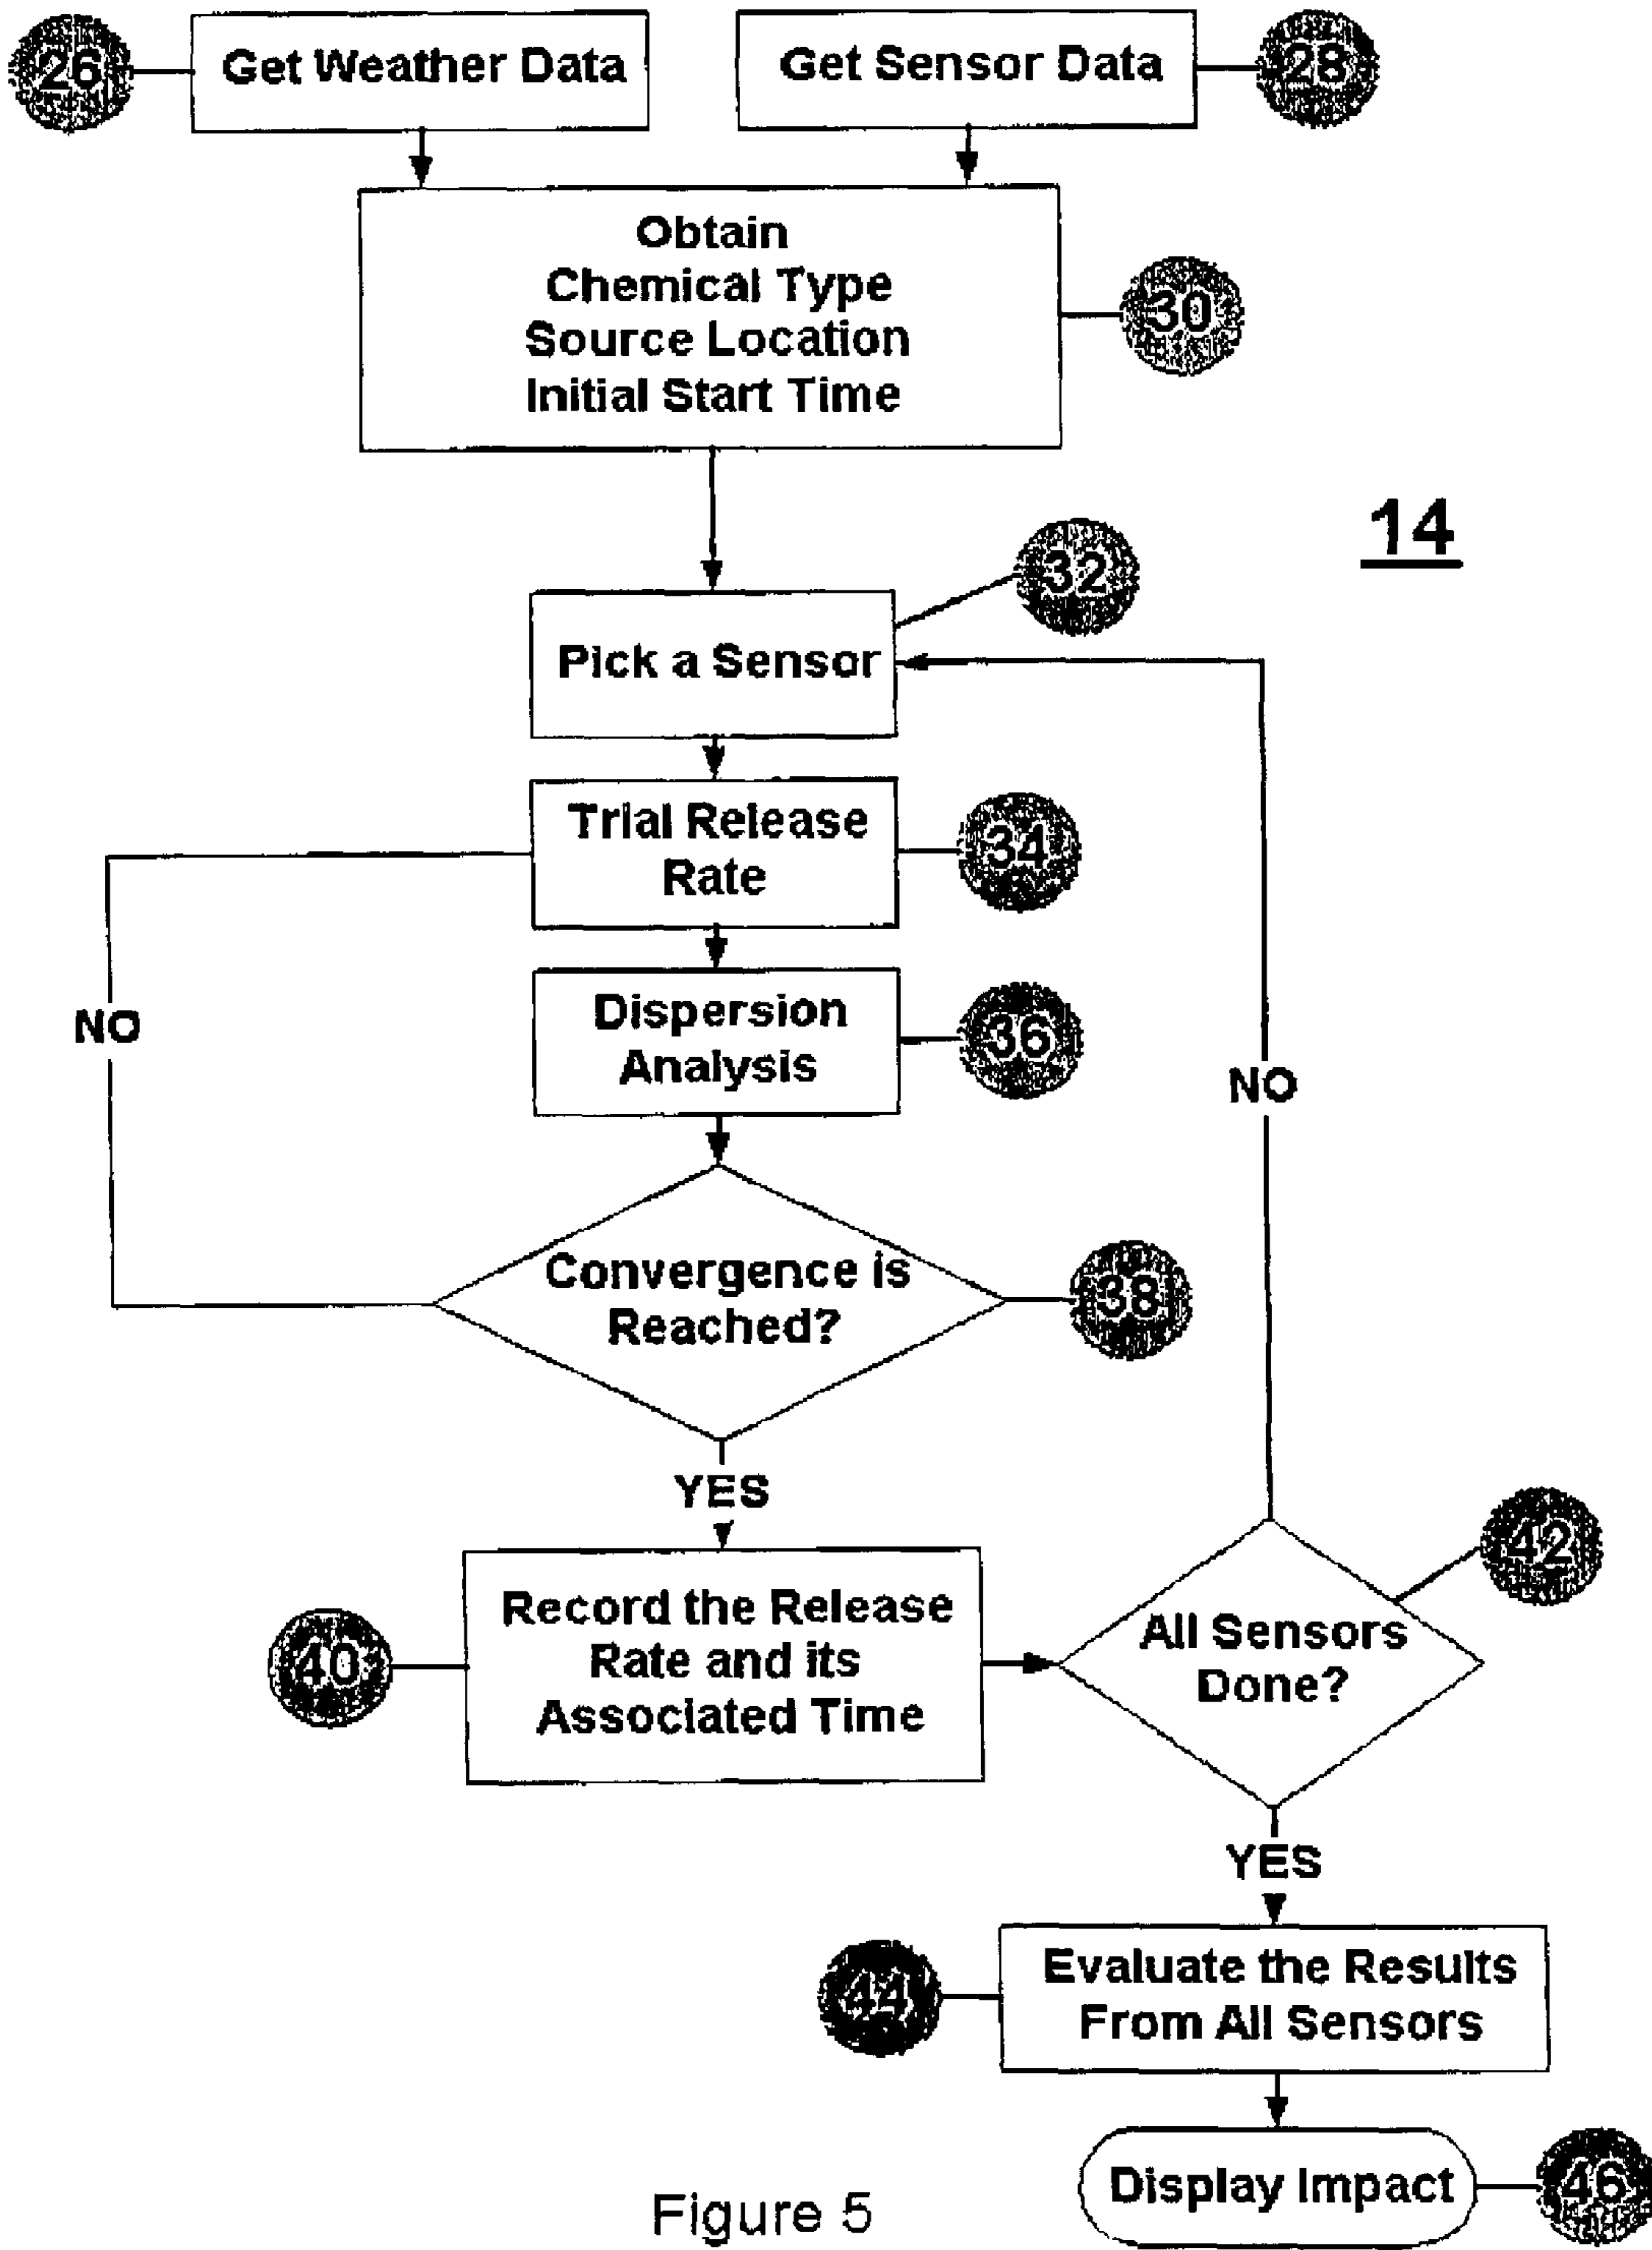 26
Get Weather Data
Get Sensor Data
28
Obtain
Chemical Type
Source Location
Initial Start Time
30
14
32
Pick a Sensor
Trial Release
Rate
34
NO
Dispersion
Analysis
36
NO
Convergence is
Reached?
38
YES
42
Record the Release
Rate and its
Associated Time
40
All Sensors
Done?
YES
Evaluate the Results
From All Sensors
44
Display Impact
46
Figure 5